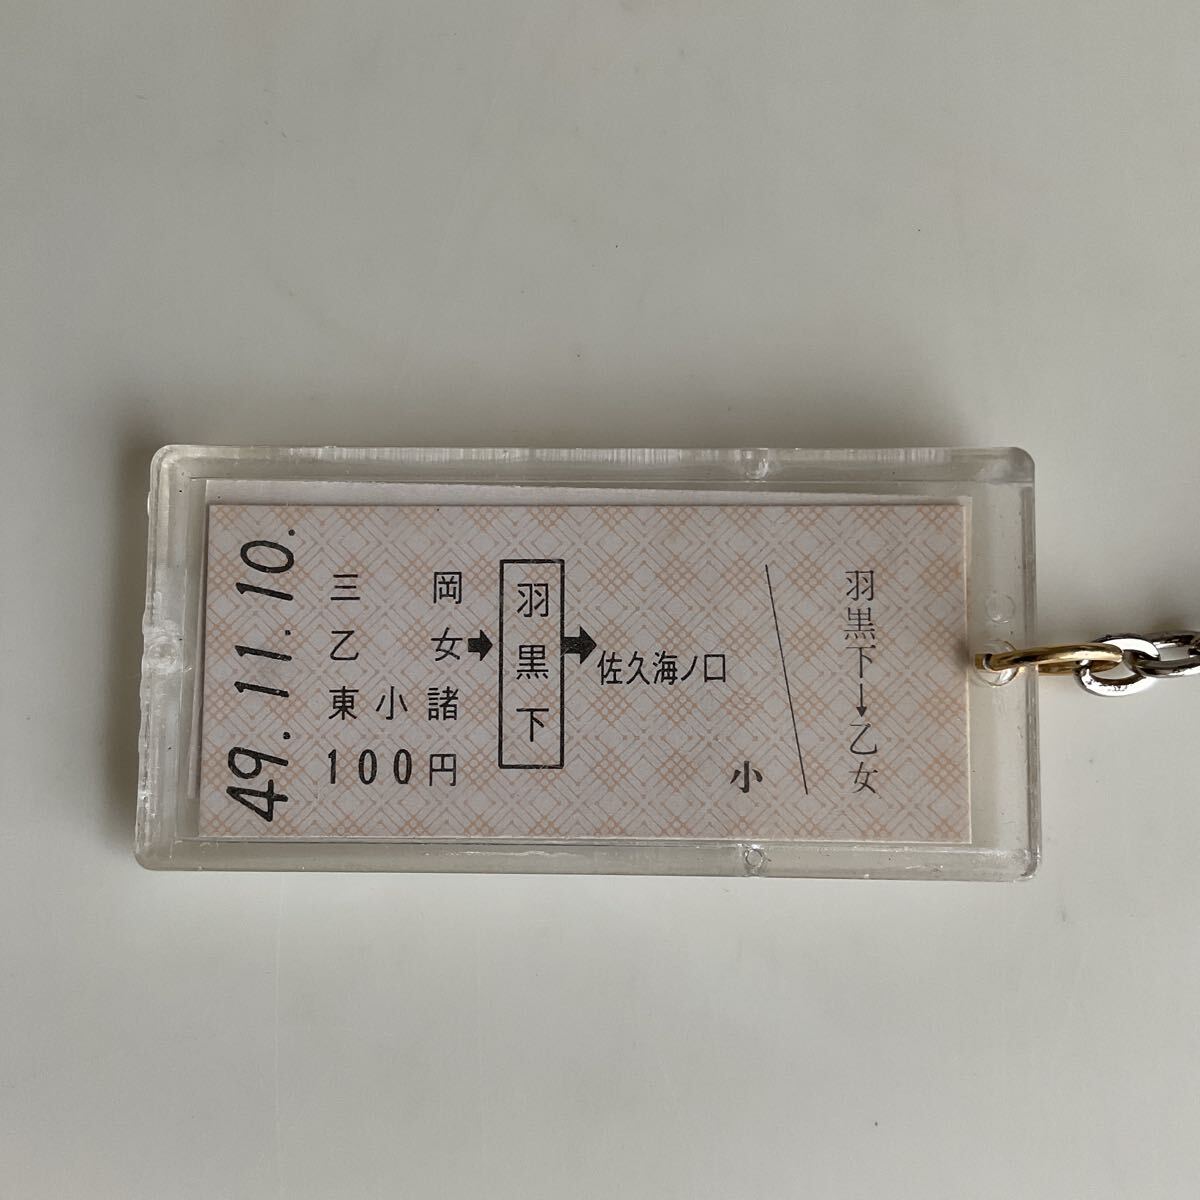 49.11.10.
三岡
乙女
東小諸
100円
羽黒下
佐久海ノ口
小
羽黒下→乙女